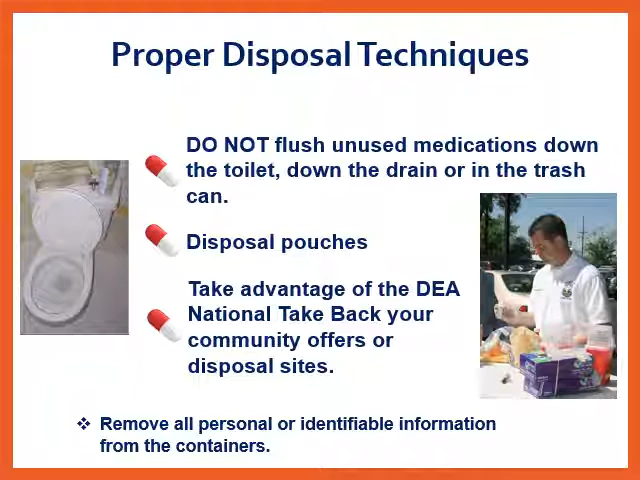 Proper Disposal Techniques
DO NOT flush unused medications down
the toilet, down the drain or in the trash
can.
Disposal pouches
Take advantage of the DEA
National Take Back your
community offers or
disposal sites.
Remove all personal or identifiable information
from the containers.